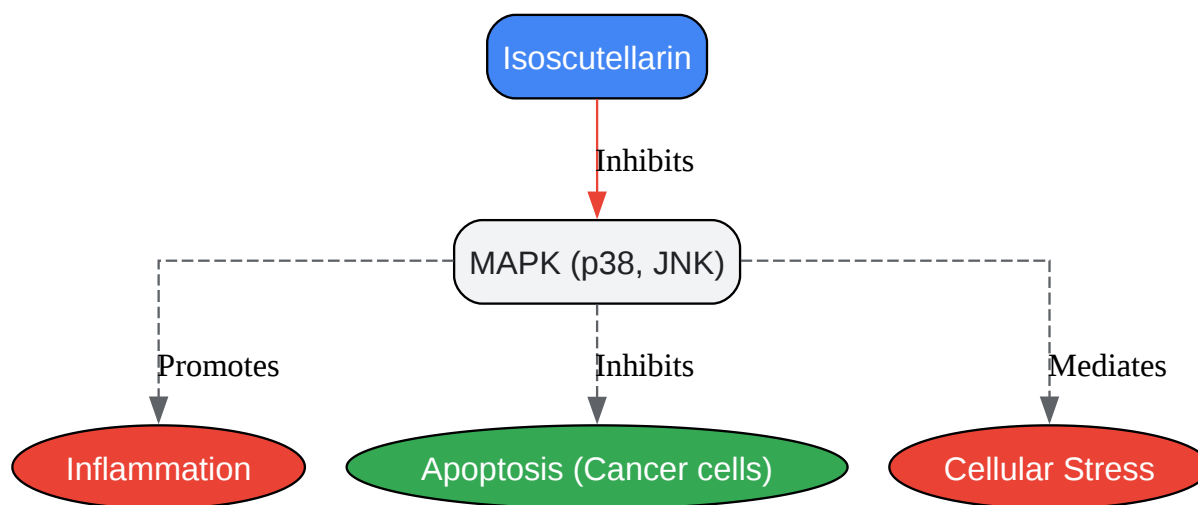 Isoscutellarin
Inhibits
MAPK (p38, JNK)
Promotes
Inhibits
Mediates
Inflammation
Apoptosis (Cancer cells)
Cellular Stress